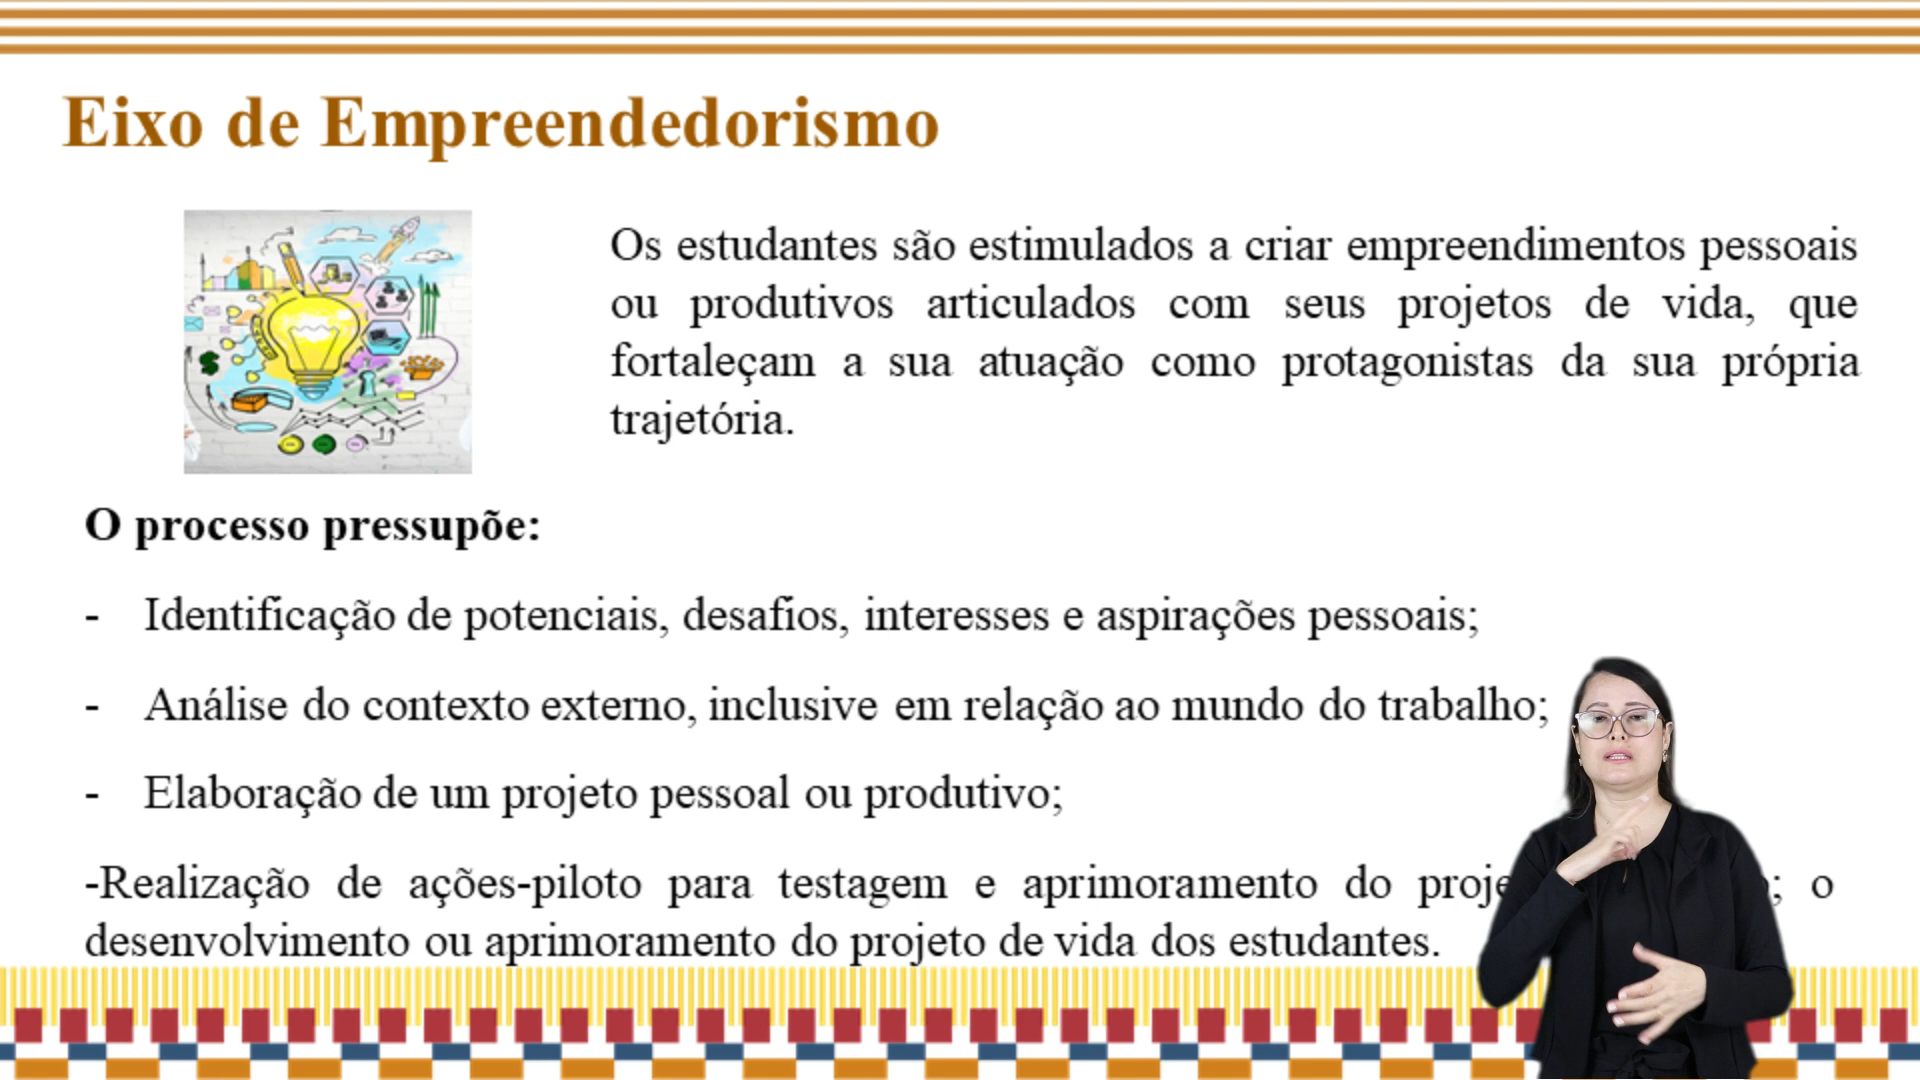 Eixo de Empreendedorismo
Os estudantes são estimulados a criar empreendimentos pessoais
ou produtivos articulados com seus projetos de vida, que
fortaleçam a sua atuação como protagonistas da sua própria
trajetória.
O processo pressupõe:
- Identificação de potenciais, desafios, interesses e aspirações pessoais;
- Análise do contexto externo, inclusive em relação ao mundo do trabalho;
- Elaboração de um projeto pessoal ou produtivo;
-Realização de ações-piloto para testagem e aprimoramento do ; o
desenvolvimento ou aprimoramento do projeto de vida dos estudantes.